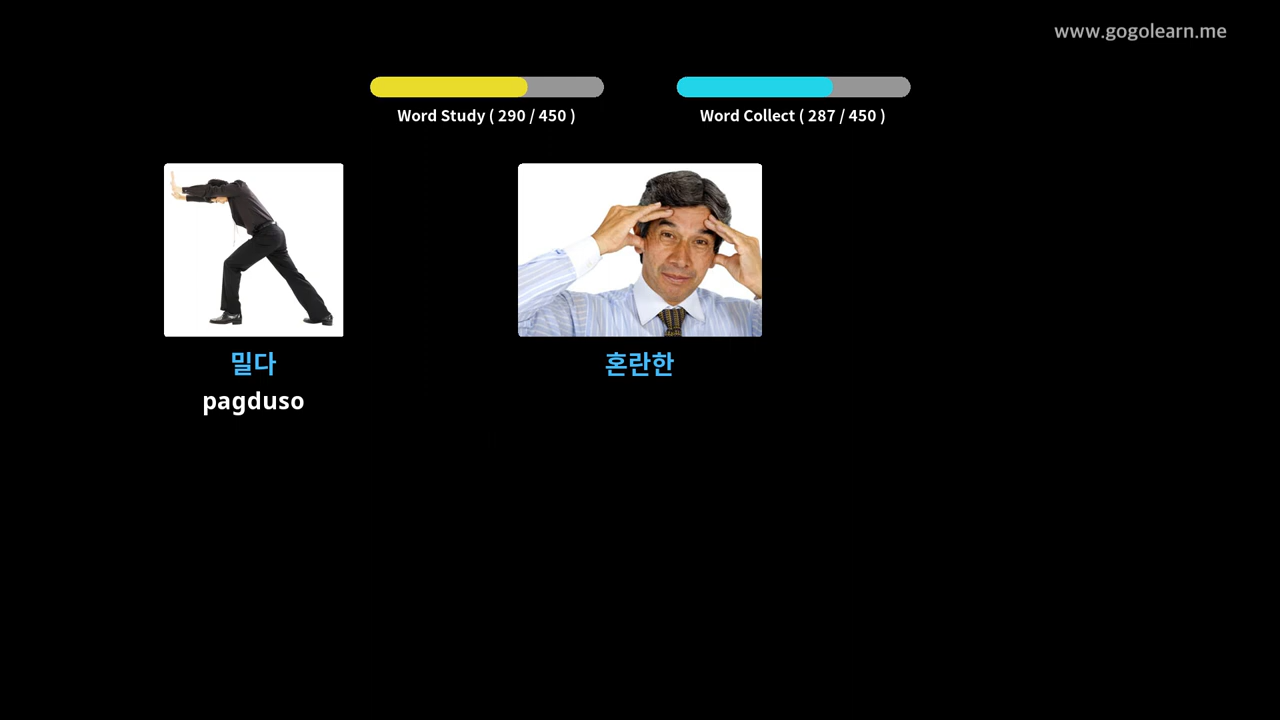 www.gogolearn.me
Word Study ( 290 / 450 )
Word Collect ( 287 / 450 )
밀다
pagduso
혼란한